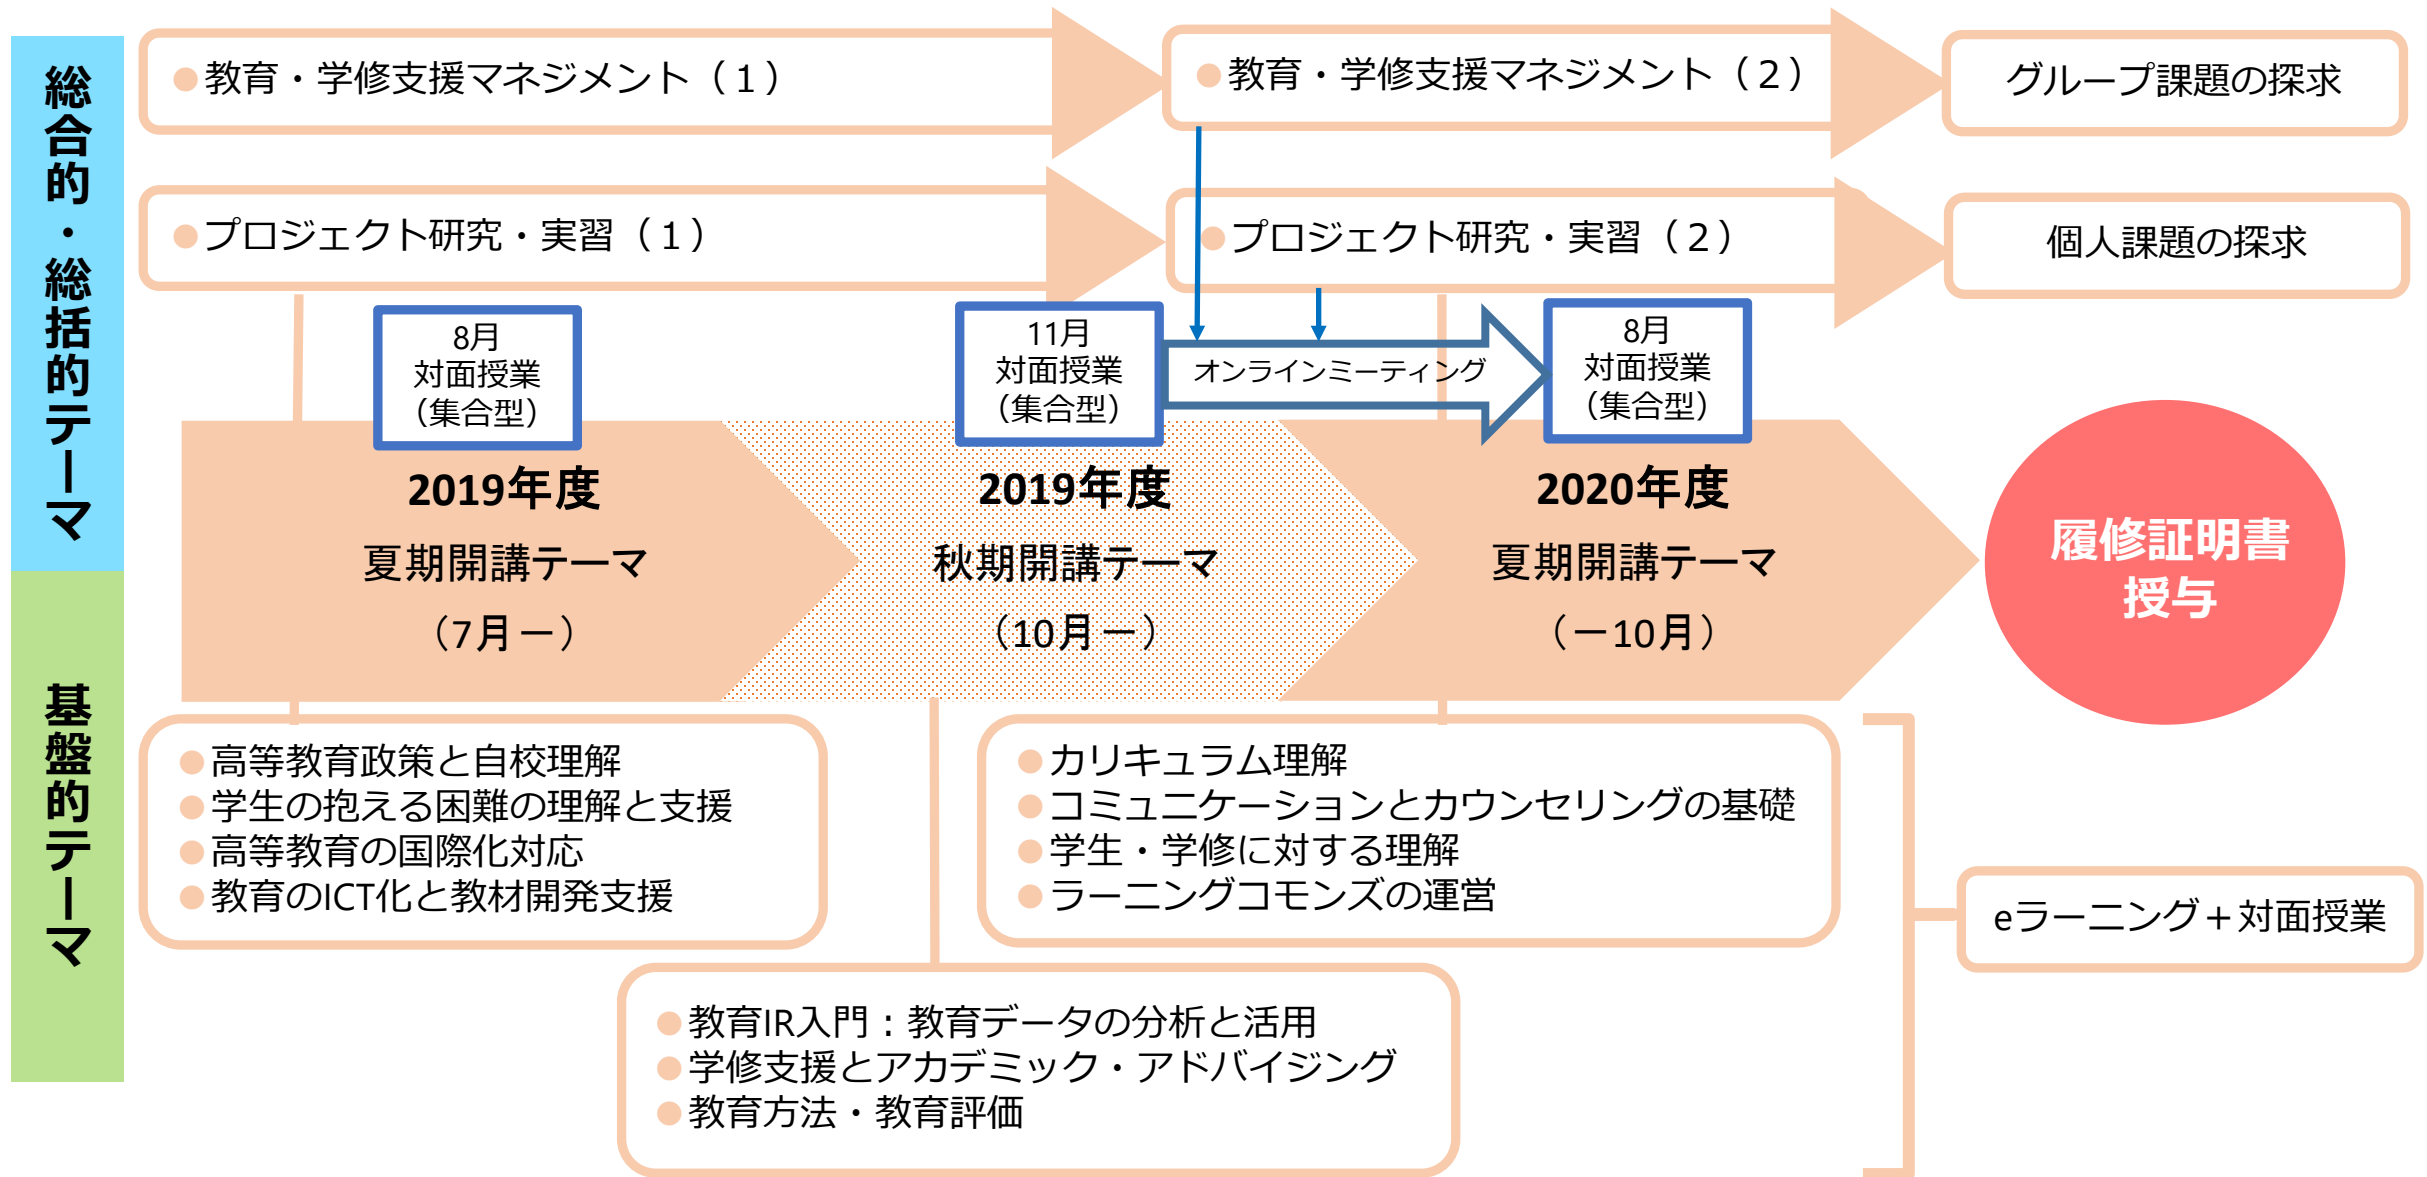 総合的・総括的テーマ
基盤的テーマ
●教育・学修支援マネジメント（１）
●教育・学修支援マネジメント（２）
グループ課題の探求
●プロジェクト研究・実習（１）
●プロジェクト研究・実習（２）
個人課題の探求
8月
対面授業
（集合型）
11月
対面授業
（集合型）
オンラインミーティング
8月
対面授業
（集合型）
2019年度
夏期開講テーマ
（7月－）
2019年度
秋期開講テーマ
（10月－）
2020年度
夏期開講テーマ
（－10月）
履修証明書
授与
●高等教育政策と自校理解
●学生の抱える困難の理解と支援
●高等教育の国際化対応
●教育のICT化と教材開発支援
●カリキュラム理解
●コミュニケーションとカウンセリングの基礎
●学生・学修に対する理解
●ラーニングコモンズの運営
eラーニング＋対面授業
●教育IR入門：教育データの分析と活用
●学修支援とアカデミック・アドバイジング
●教育方法・教育評価